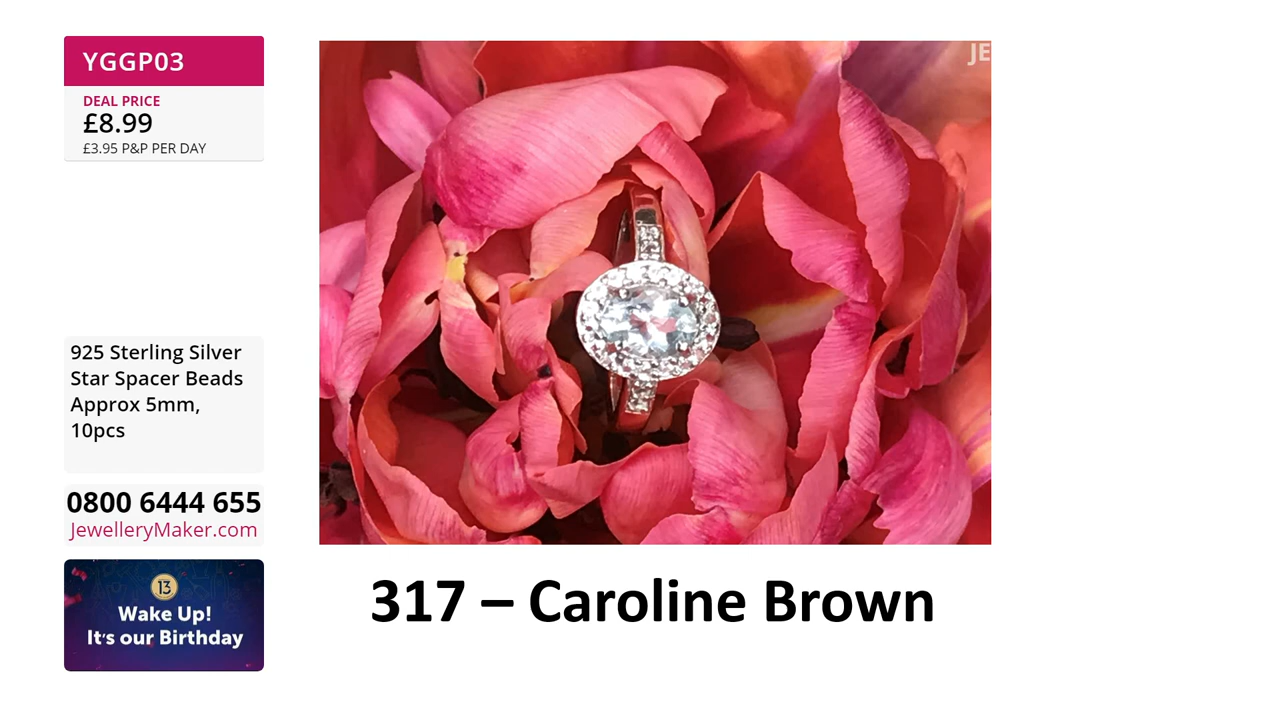 YGGP03
DEAL PRICE
£8.99
£3.95 P&P PER DAY
925 Sterling Silver
Star Spacer Beads
Approx 5mm,
10pcs
0800 6444 655
JewelleryMaker.com
13
Wake Up!
It's our Birthday
JE
317 – Caroline Brown